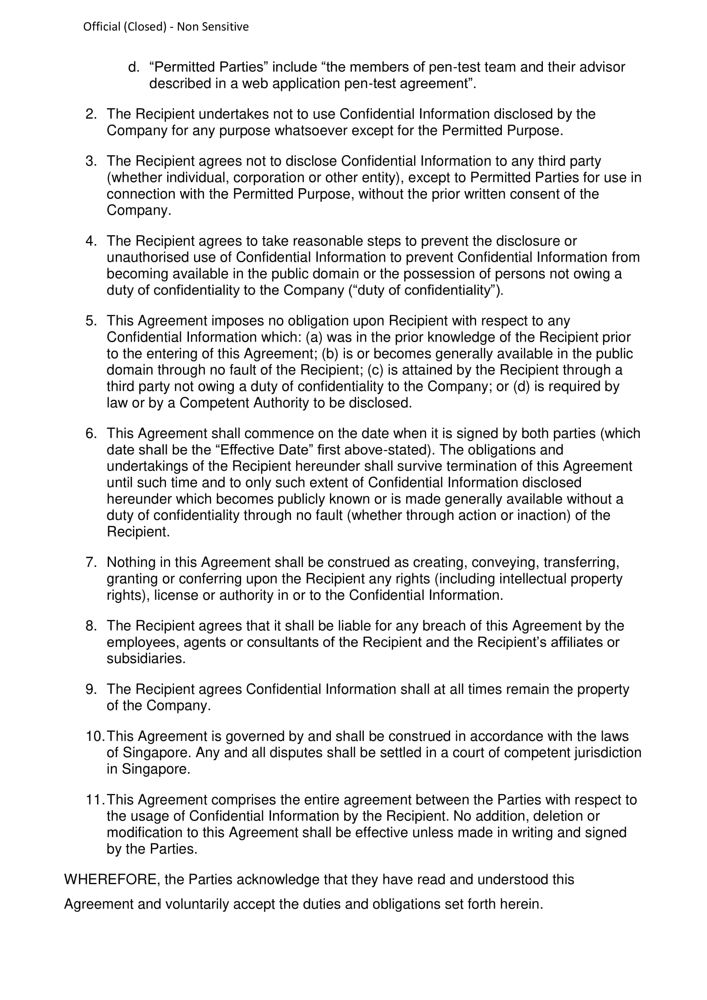 Official (Closed) - Non Sensitive
d. “Permitted Parties” include “the members of pen-test team and their advisor
described in a web application pen-test agreement”.
2. The Recipient undertakes not to use Confidential Information disclosed by the
Company for any purpose whatsoever except for the Permitted Purpose.
3. The Recipient agrees not to disclose Confidential Information to any third party
(whether individual, corporation or other entity), except to Permitted Parties for use in
connection with the Permitted Purpose, without the prior written consent of the
Company.
4. The Recipient agrees to take reasonable steps to prevent the disclosure or
unauthorised use of Confidential Information to prevent Confidential Information from
becoming available in the public domain or the possession of persons not owing a
duty of confidentiality to the Company (“duty of confidentiality”).
5. This Agreement imposes no obligation upon Recipient with respect to any
Confidential Information which: (a) was in the prior knowledge of the Recipient prior
to the entering of this Agreement; (b) is or becomes generally available in the public
domain through no fault of the Recipient; (c) is attained by the Recipient through a
third party not owing a duty of confidentiality to the Company; or (d) is required by
law or by a Competent Authority to be disclosed.
6. This Agreement shall commence on the date when it is signed by both parties (which
date shall be the “Effective Date” first above-stated). The obligations and
undertakings of the Recipient hereunder shall survive termination of this Agreement
until such time and to only such extent of Confidential Information disclosed
hereunder which becomes publicly known or is made generally available without a
duty of confidentiality through no fault (whether through action or inaction) of the
Recipient.
7. Nothing in this Agreement shall be construed as creating, conveying, transferring,
granting or conferring upon the Recipient any rights (including intellectual property
rights), license or authority in or to the Confidential Information.
8. The Recipient agrees that it shall be liable for any breach of this Agreement by the
employees, agents or consultants of the Recipient and the Recipient’s affiliates or
subsidiaries.
9. The Recipient agrees Confidential Information shall at all times remain the property
of the Company.
10. This Agreement is governed by and shall be construed in accordance with the laws
of Singapore. Any and all disputes shall be settled in a court of competent jurisdiction
in Singapore.
11. This Agreement comprises the entire agreement between the Parties with respect to
the usage of Confidential Information by the Recipient. No addition, deletion or
modification to this Agreement shall be effective unless made in writing and signed
by the Parties.
WHEREFORE, the Parties acknowledge that they have read and understood this
Agreement and voluntarily accept the duties and obligations set forth herein.